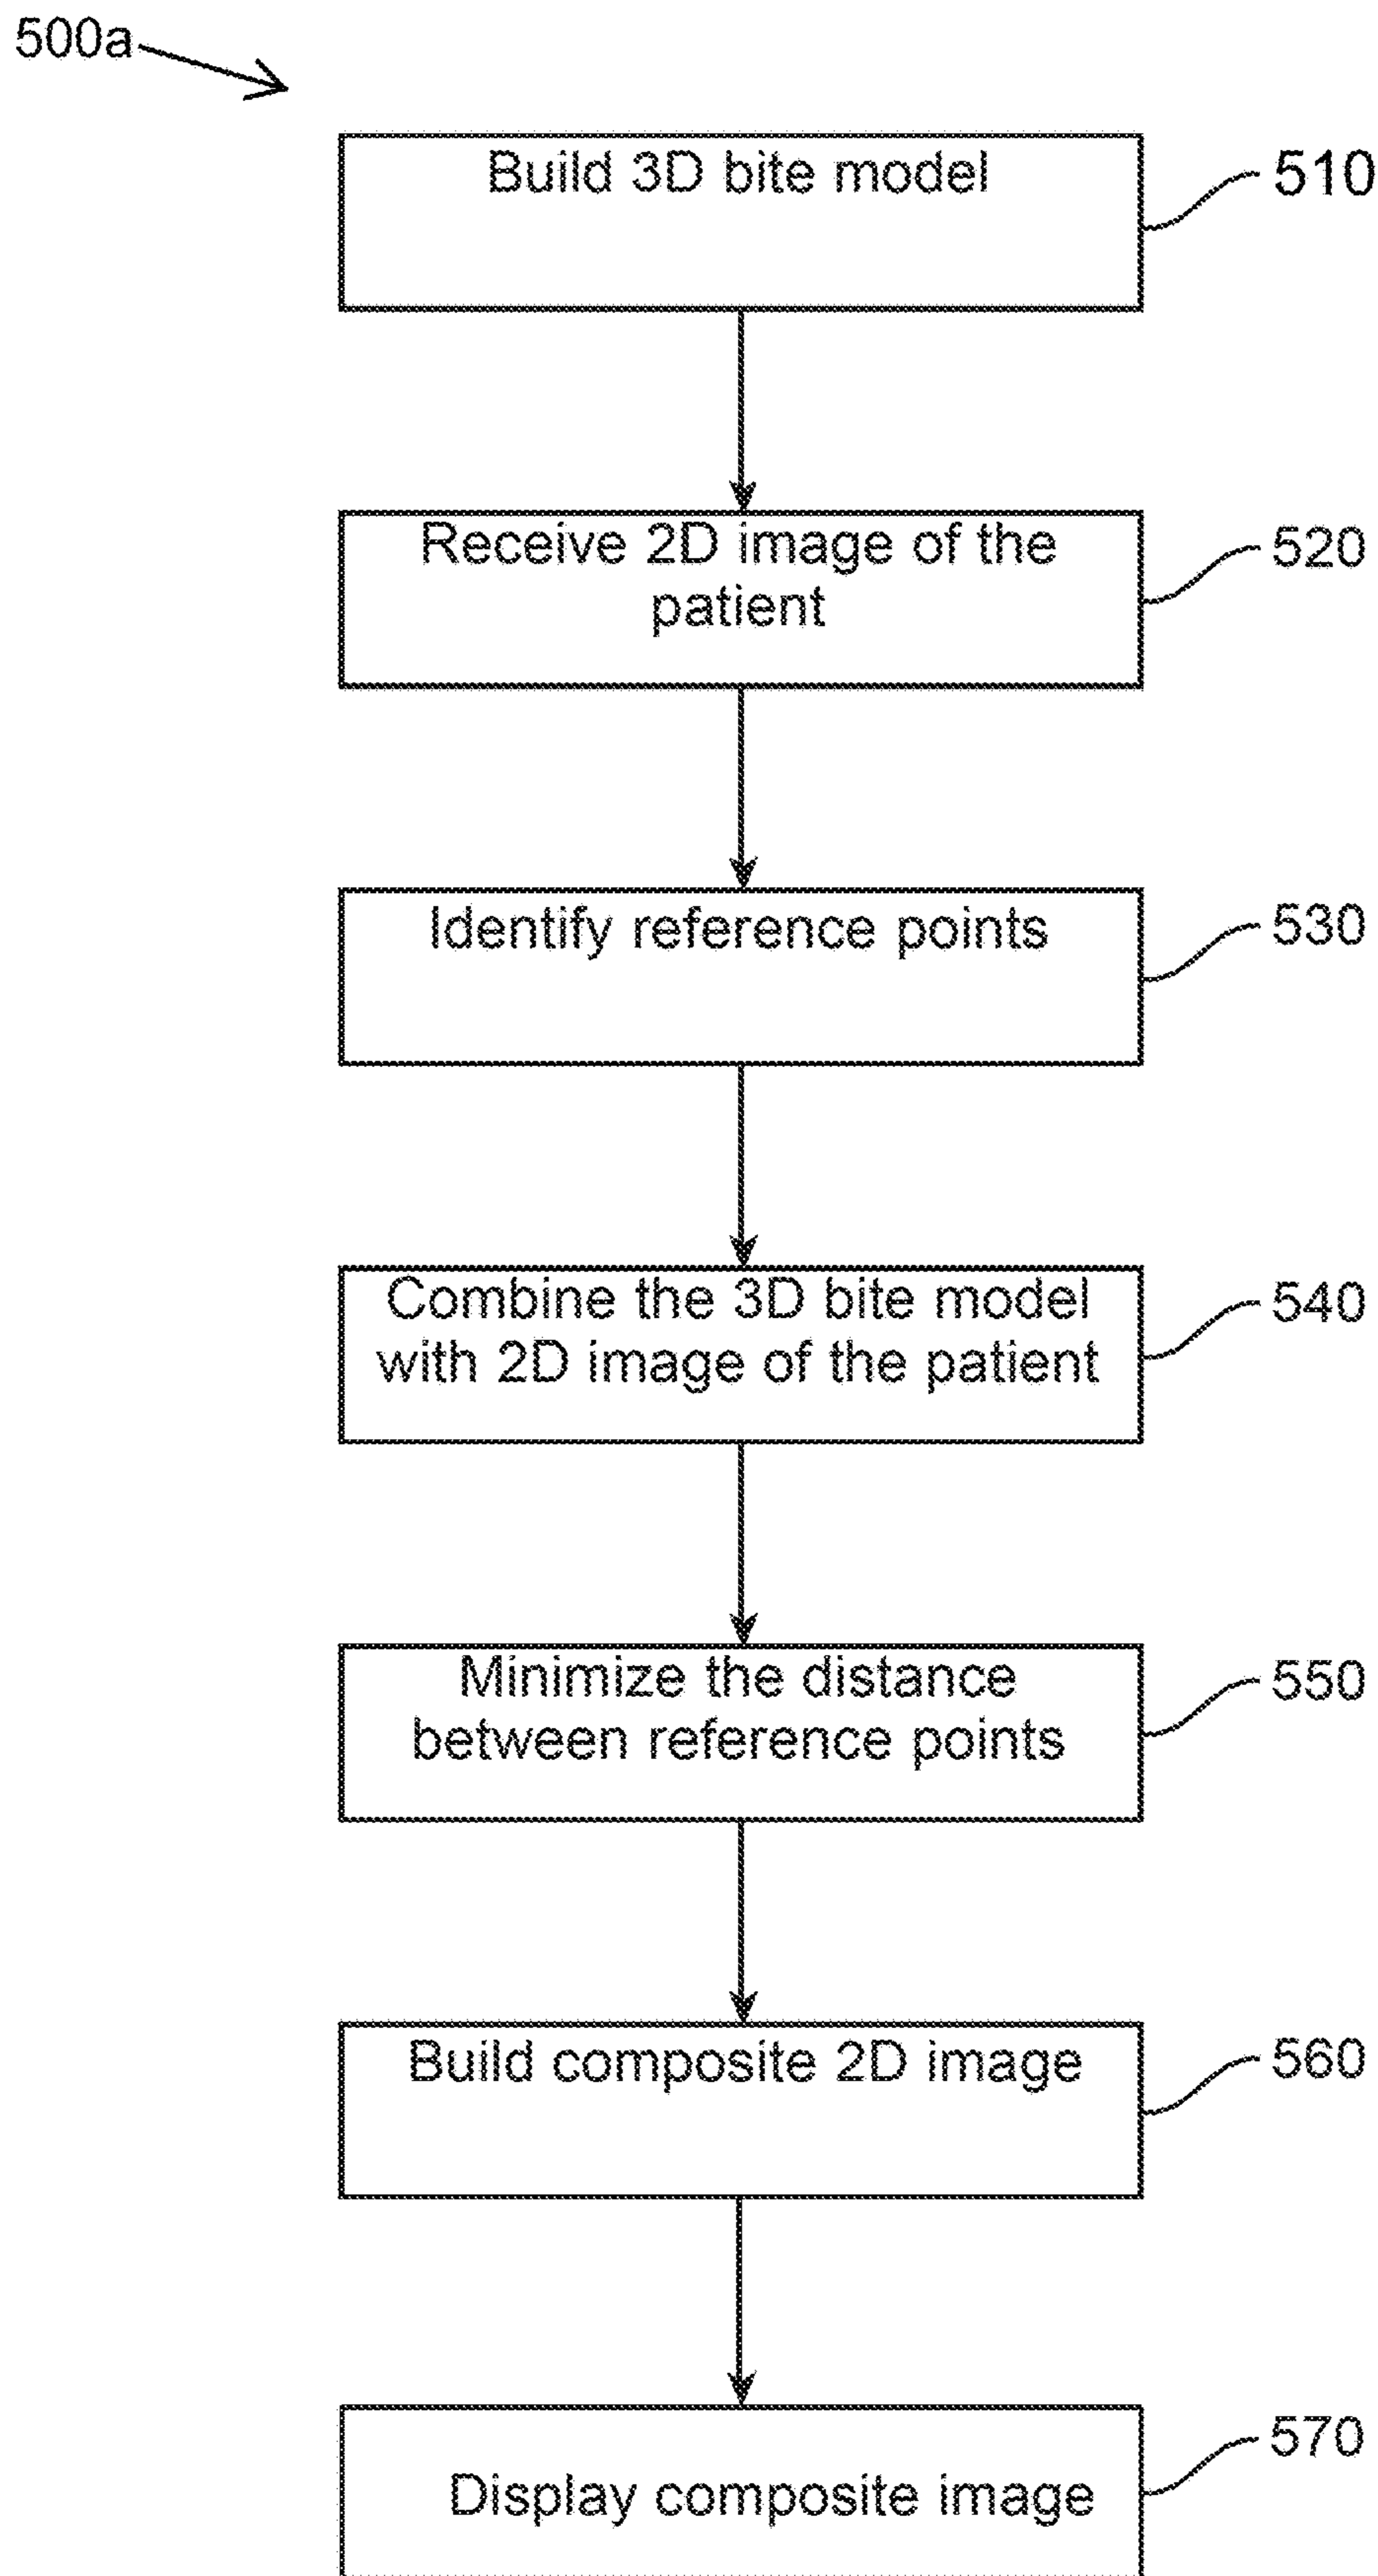 500a
Build 3D bite model
510
Receive 2D image of the
patient
520
Identify reference points
530
Combine the 3D bite model
with 2D image of the patient
540
Minimize the distance
between reference points
550
Build composite 2D image
560
Display composite image
570